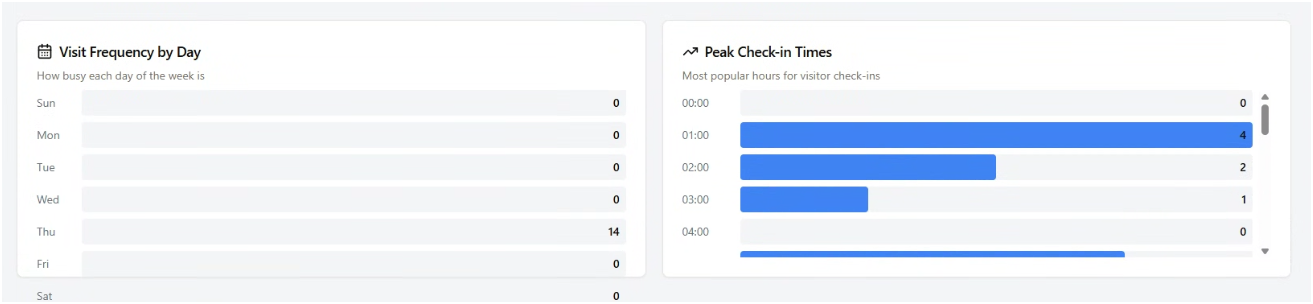 Visit Frequency by Day
How busy each day of the week is
Sun 0
Mon 0
Tue 0
Wed 0
Thu 14
Fri 0
Sat 0
Peak Check-in Times
Most popular hours for visitor check-ins
00:00 0
01:00 4
02:00 2
03:00 1
04:00 0